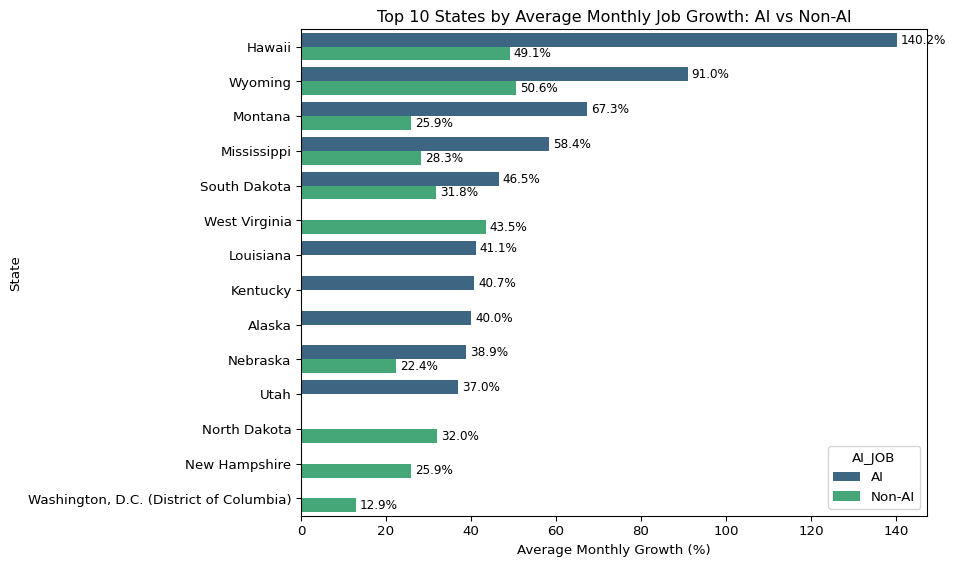 Top 10 States by Average Monthly Job Growth: AI vs Non-AI
Hawaii
140.2%
49.1%
Wyoming
91.0%
50.6%
Montana
67.3%
25.9%
Mississippi
58.4%
28.3%
South Dakota
46.5%
31.8%
West Virginia
43.5%
Louisiana
41.1%
Kentucky
40.7%
Alaska
40.0%
Nebraska
38.9%
22.4%
Utah
37.0%
North Dakota
32.0%
New Hampshire
25.9%
Washington, D.C. (District of Columbia)
12.9%
State
AI_JOB
AI
Non-AI
0 20 40 60 80 100 120 140
Average Monthly Growth (%)